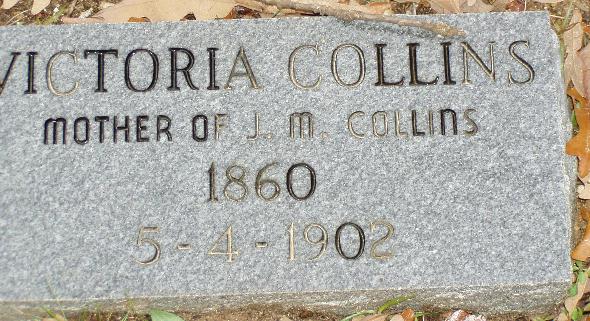 VICTORIA COLLINS
MOTHER OF J. M. COLLINS
1860
5-4-1902